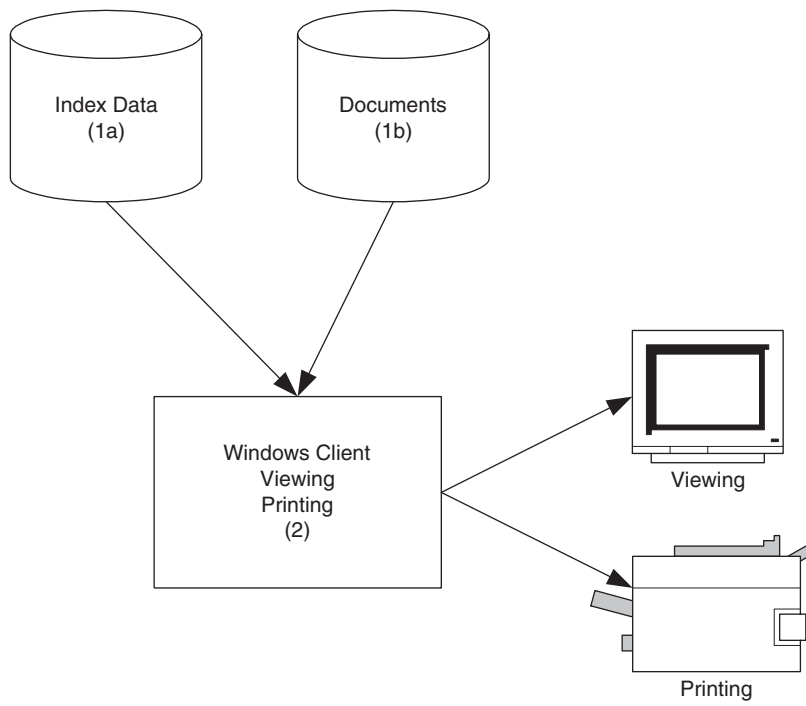 Index Data
(1a)
Documents
(1b)
Windows Client
Viewing
Printing
(2)
Viewing
Printing